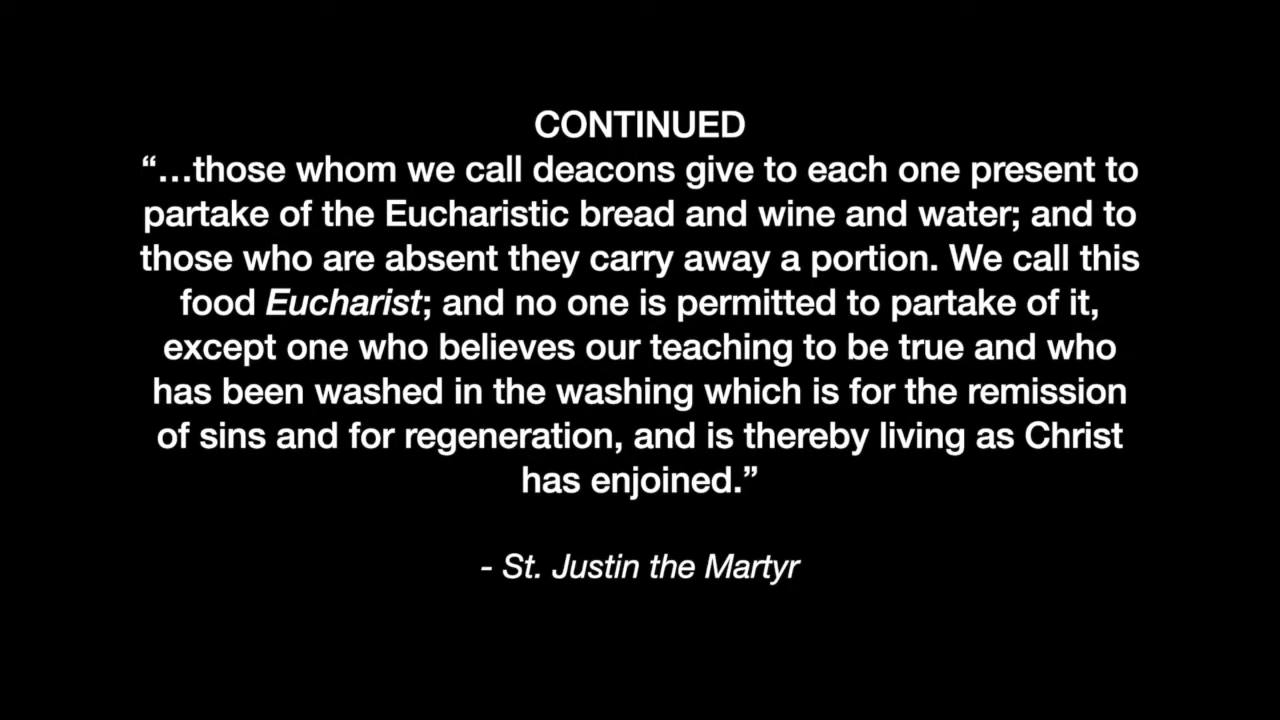 CONTINUED
“…those whom we call deacons give to each one present to
partake of the Eucharistic bread and wine and water; and to
those who are absent they carry away a portion. We call this
food Eucharist; and no one is permitted to partake of it,
except one who believes our teaching to be true and who
has been washed in the washing which is for the remission
of sins and for regeneration, and is thereby living as Christ
has enjoined.”
- St. Justin the Martyr